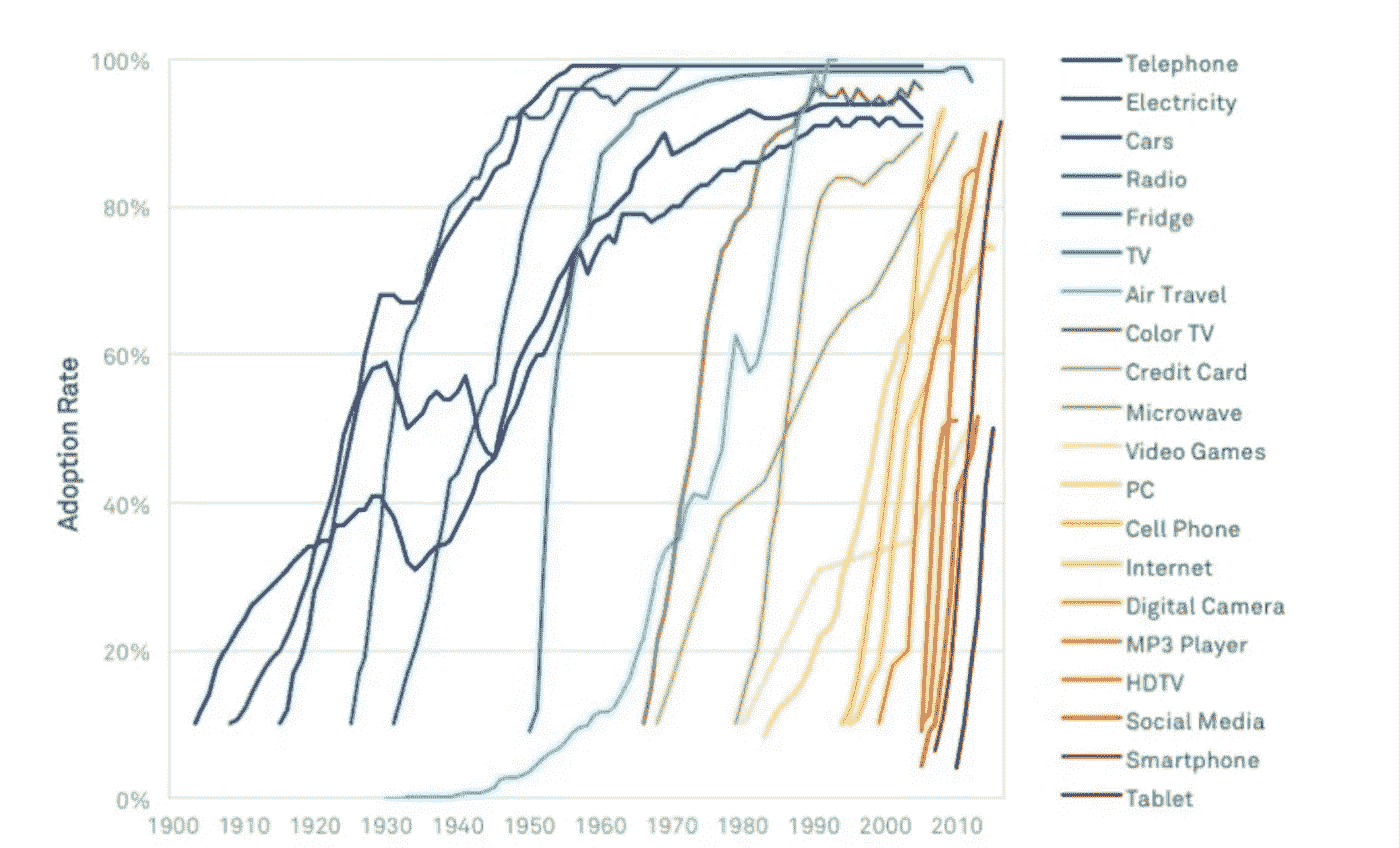 100%
80%
60%
40%
20%
0%
Adoption Rate
1900 1910 1920 1930 1940 1950 1960 1970 1980 1990 2000 2010
Telephone
Electricity
Cars
Radio
Fridge
TV
Air Travel
Color TV
Credit Card
Microwave
Video Games
PC
Cell Phone
Internet
Digital Camera
MP3 Player
HDTV
Social Media
Smartphone
Tablet